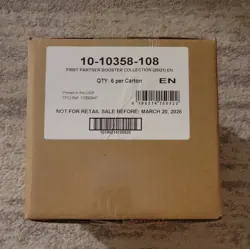 10-10358-108
FIRST PARTNER BOOSTER COLLECTION (26Q1) EN
QTY: 6 per Carton
EN
Printed in the USA
NOT FOR RETAIL SALE BEFORE: MARCH 20, 2026